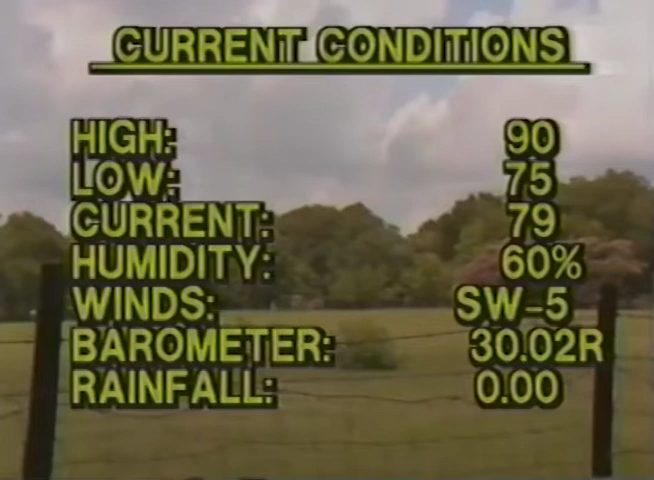 CURRENT CONDITIONS
HIGH: 90
LOW: 75
CURRENT: 79
HUMIDITY: 60%
WINDS: SW-5
BAROMETER: 30.02R
RAINFALL: 0.00